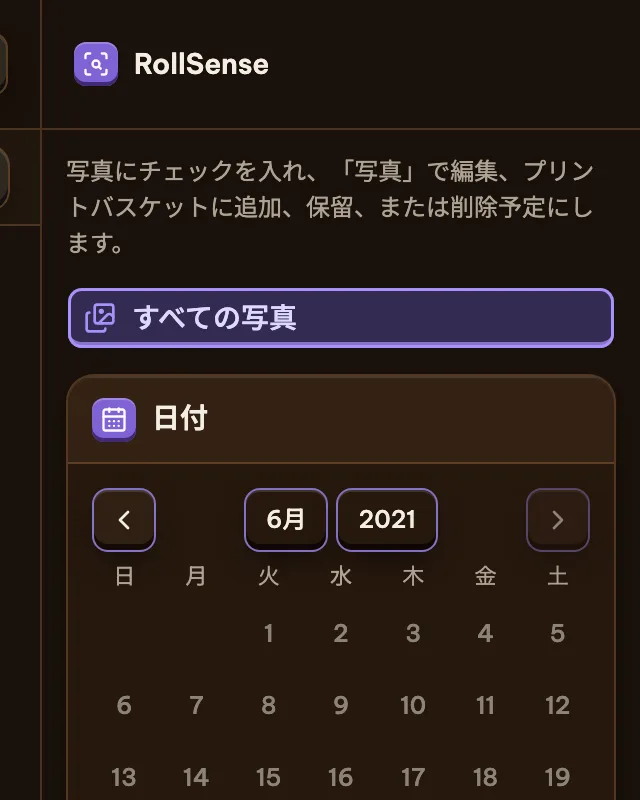 RollSense
写真にチェックを入れ、「写真」で編集、プリン
トバスケットに追加、保留、または削除予定にし
ます。
すべての写真
日付
6月 2021
日 月 火 水 木 金 土
1 2 3 4 5
6 7 8 9 10 11 12
13 14 15 16 17 18 19